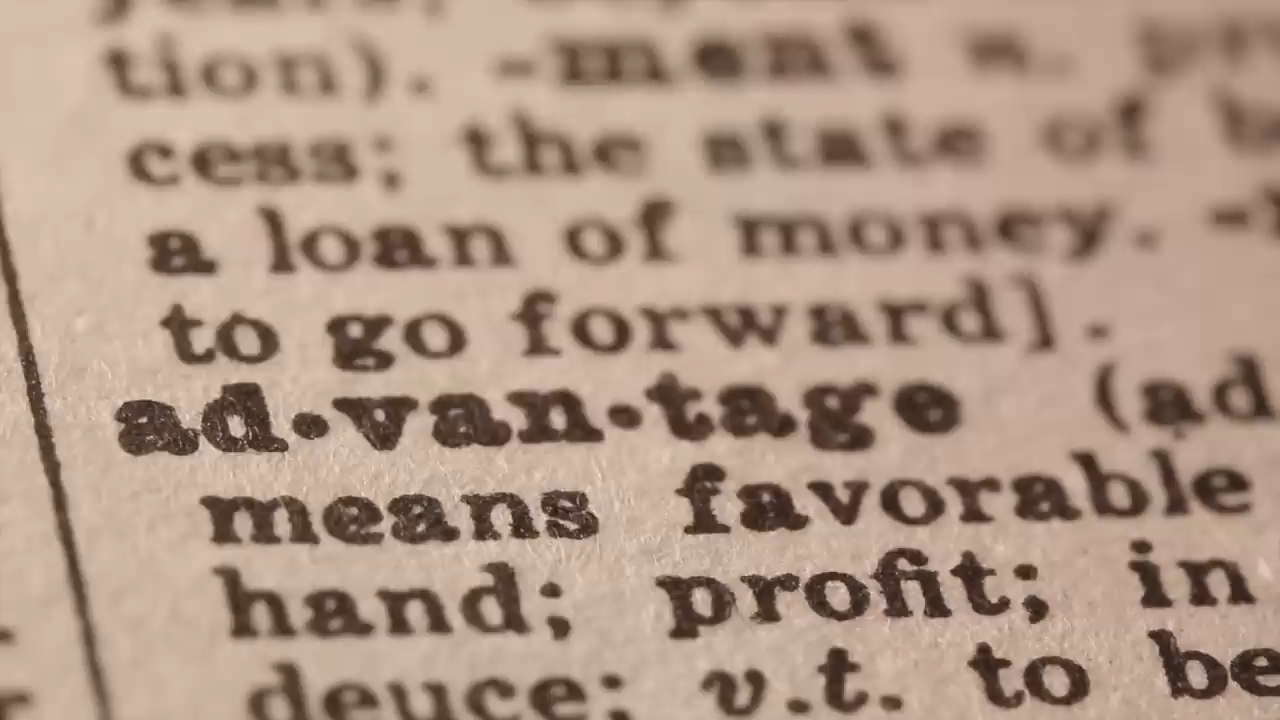 tion). -ment n.
cess; the state of
a loan of money.
to go forward].
ad•van•tage (ad
means favorable
hand; profit; in
deuce; v.t. to be